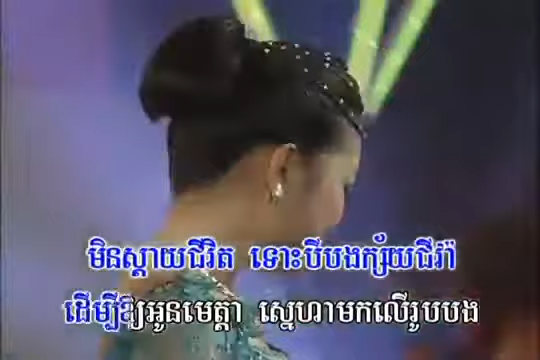 មិនស្ដាយជីវិត ទោះបីបងក្ស័យជីវ៉ា
ដើម្បីឱ្យអូនមេត្តា ស្នេហាមកលើរូបបង